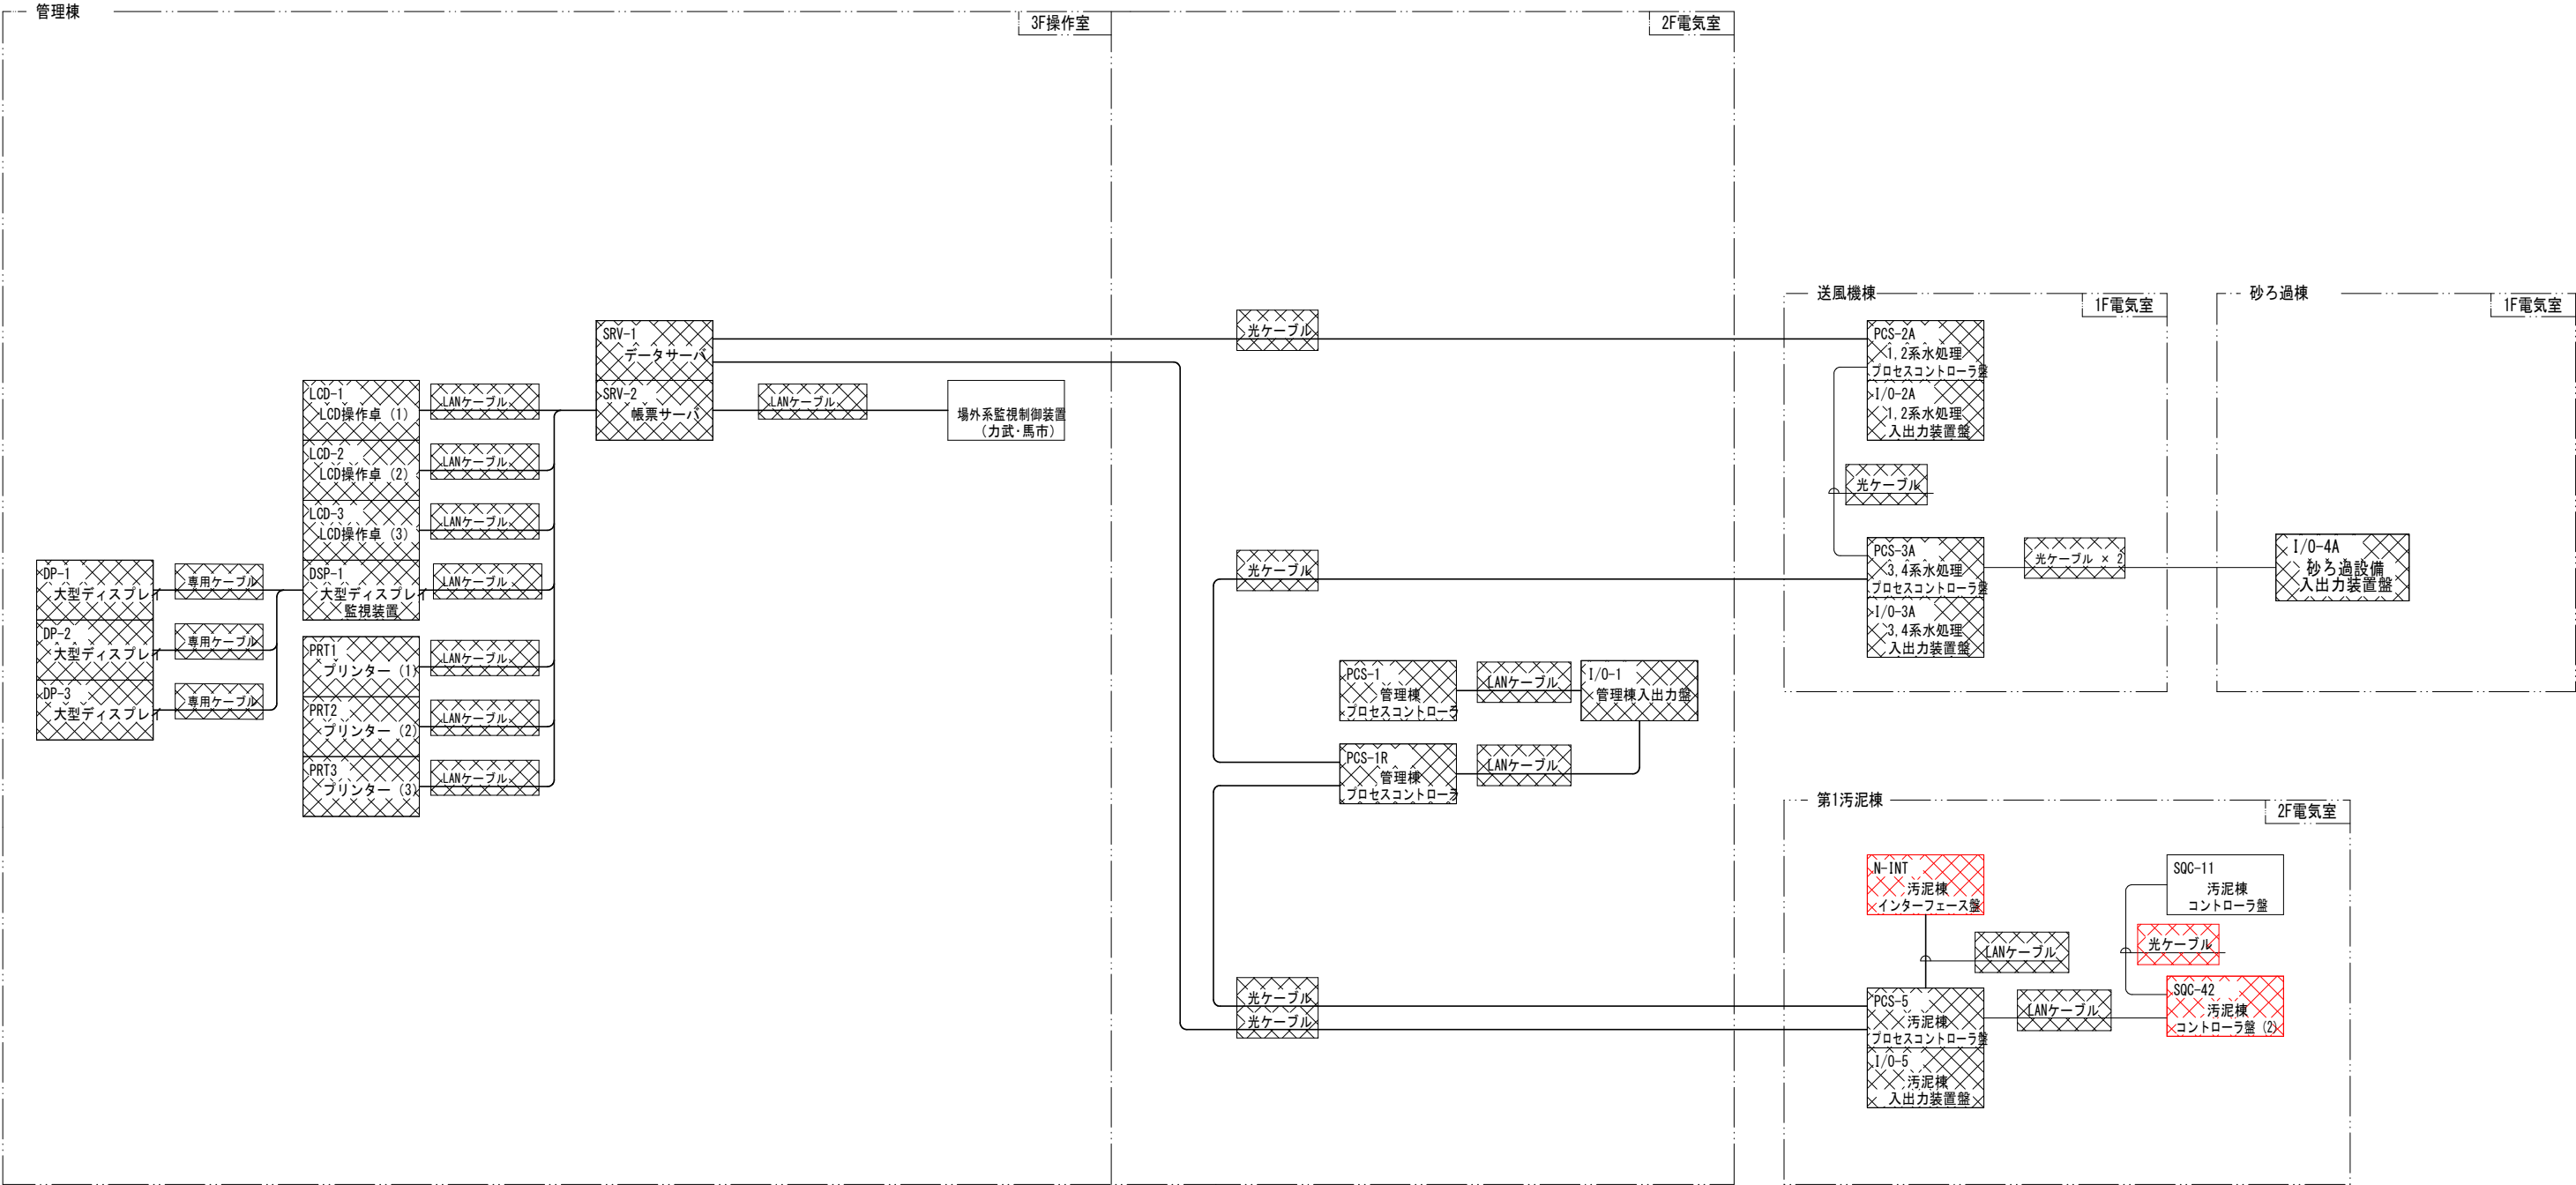 管理棟
3F操作室
2F電気室
DP-1
大型ディスプレイ
DP-2
大型ディスプレイ
DP-3
大型ディスプレイ
専用ケーブル
専用ケーブル
専用ケーブル
LCD-1
LCD操作卓 (1)
LCD-2
LCD操作卓 (2)
LCD-3
LCD操作卓 (3)
DSP-1
大型ディスプレイ
監視装置
PRT1
プリンター (1)
PRT2
プリンター (2)
PRT3
プリンター (3)
LANケーブル
LANケーブル
LANケーブル
LANケーブル
LANケーブル
LANケーブル
LANケーブル
SRV-1
データサーバ
SRV-2
帳票サーバ
LANケーブル
場外系監視制御装置
(力武・馬市)
光ケーブル
光ケーブル
PCS-1
管理棟
プロセスコントローラ
LANケーブル
I/O-1
管理棟入出力盤
PCS-1R
管理棟
プロセスコントローラ
LANケーブル
光ケーブル
光ケーブル
送風機棟
1F電気室
PCS-2A
1,2系水処理
プロセスコントローラ盤
I/O-2A
1,2系水処理
入出力装置盤
光ケーブル
PCS-3A
3,4系水処理
プロセスコントローラ盤
I/O-3A
3,4系水処理
入出力装置盤
光ケーブル × 2
砂ろ過棟
1F電気室
I/O-4A
砂ろ過設備
入出力装置盤
第1汚泥棟
2F電気室
N-INT
汚泥棟
インターフェース盤
LANケーブル
SQC-11
汚泥棟
コントローラ盤
光ケーブル
PCS-5
汚泥棟
プロセスコントローラ盤
I/O-5
汚泥棟
入出力装置盤
LANケーブル
SQC-42
汚泥棟
コントローラ盤 (2)